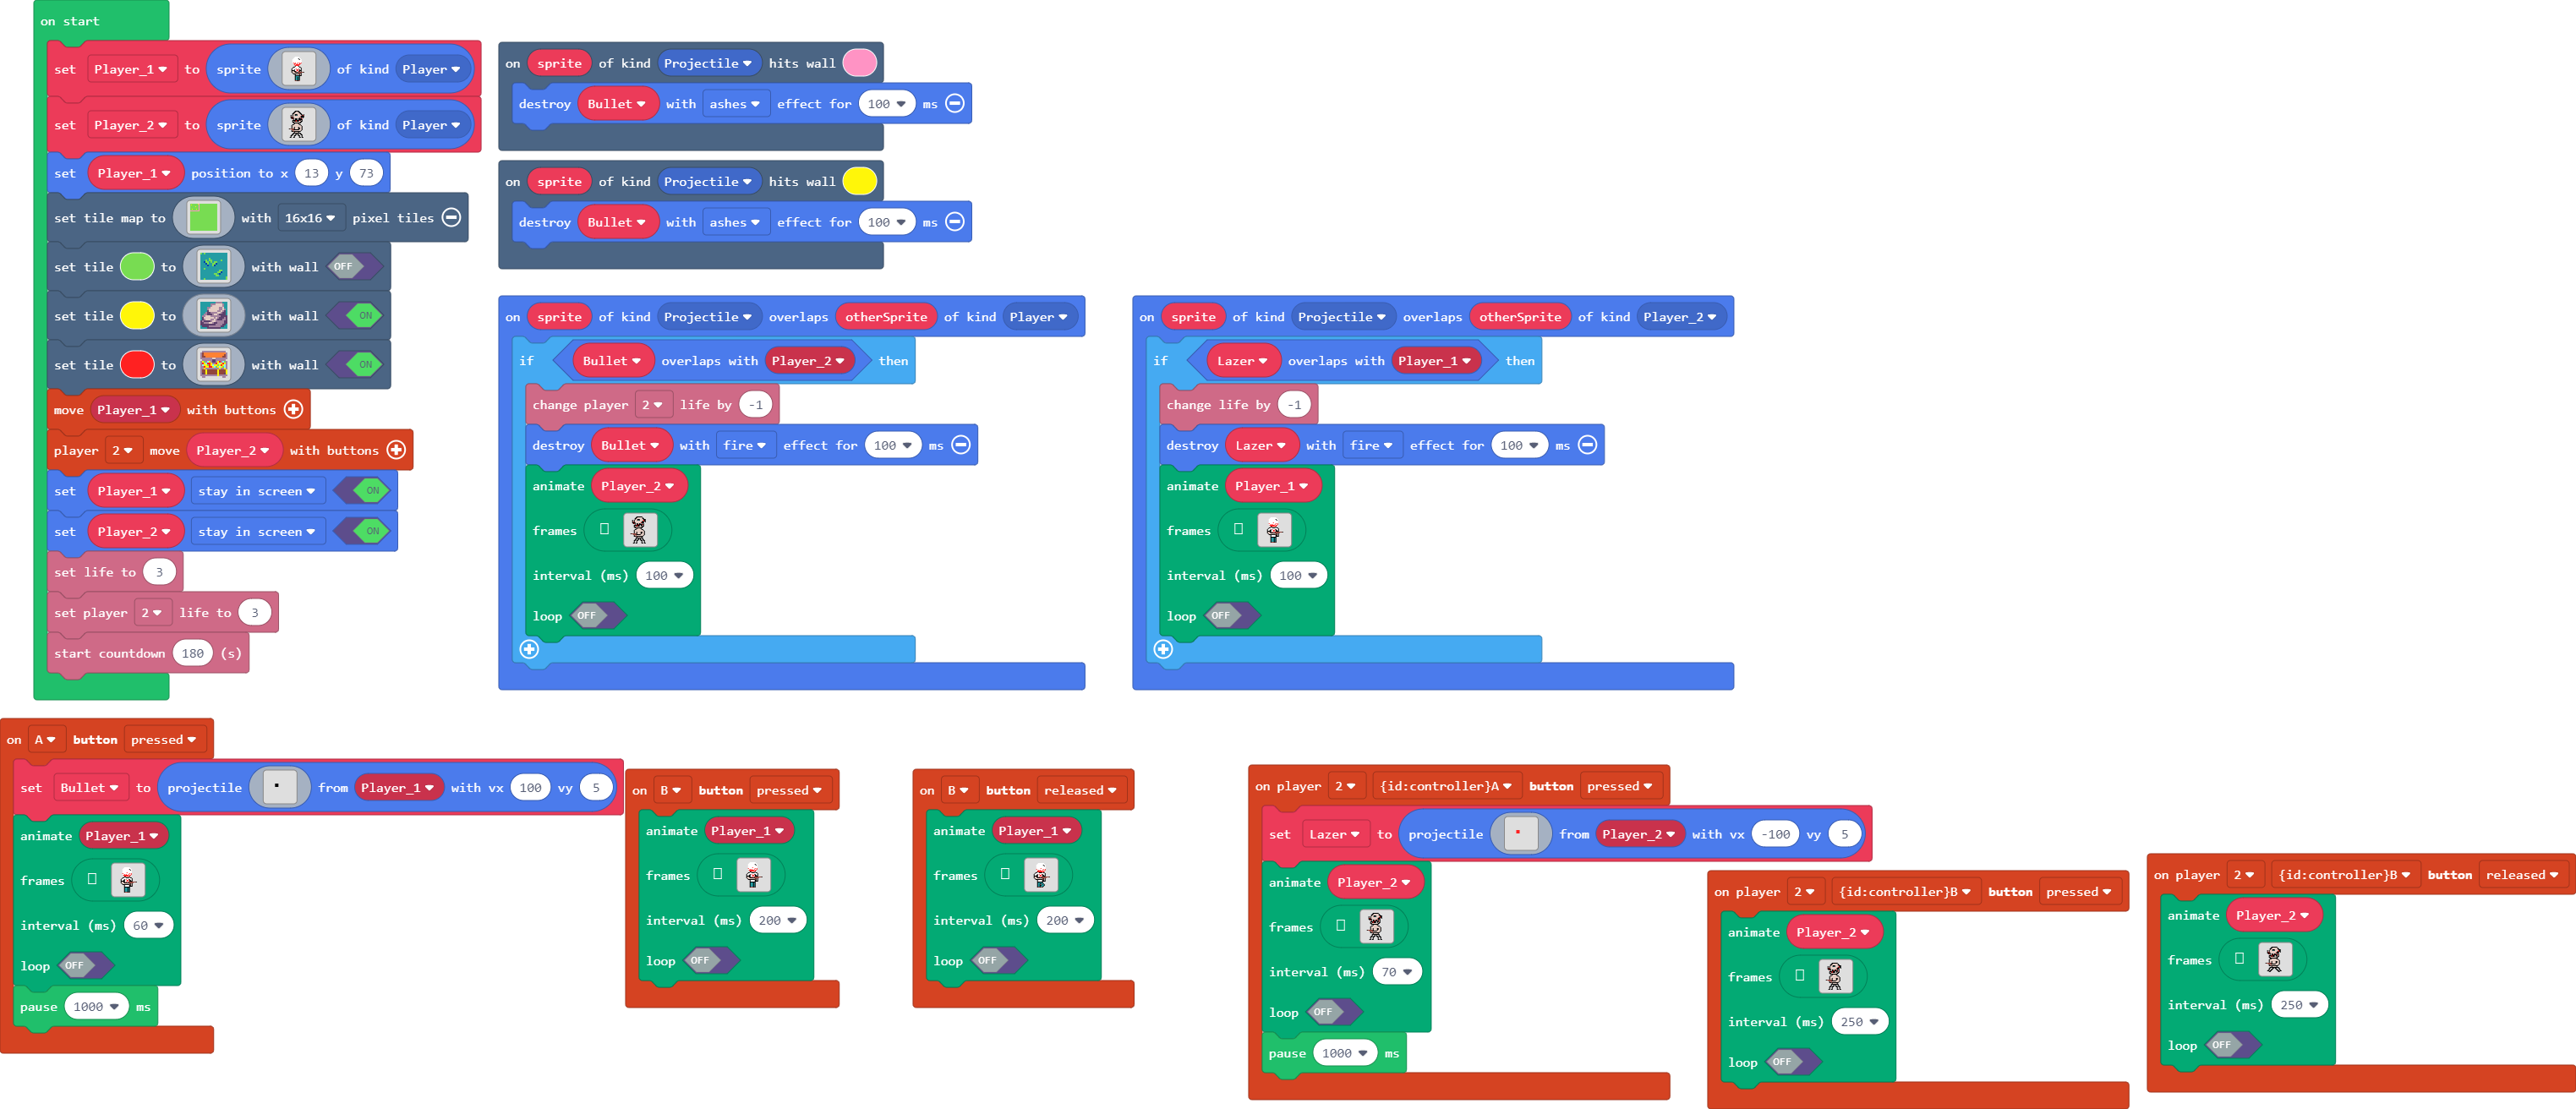 on start
set Player_1 to sprite of kind Player
set Player_2 to sprite of kind Player
set Player_1 position to x 13 y 73
set tile map to with 16x16 pixel tiles
set tile to with wall OFF
set tile to with wall ON
set tile to with wall ON
move Player_1 with buttons
player 2 move Player_2 with buttons
set Player_1 stay in screen ON
set Player_2 stay in screen ON
set life to 3
set player 2 life to 3
start countdown 180 (s)
on sprite of kind Projectile hits wall
destroy Bullet with ashes effect for 100 ms
on sprite of kind Projectile hits wall
destroy Bullet with ashes effect for 100 ms
on sprite of kind Projectile overlaps otherSprite of kind Player
if Bullet overlaps with Player_2 then
change player 2 life by -1
destroy Bullet with fire effect for 100 ms
animate Player_2
frames
interval (ms) 100
loop OFF
on sprite of kind Projectile overlaps otherSprite of kind Player_2
if Lazer overlaps with Player_1 then
change life by -1
destroy Lazer with fire effect for 100 ms
animate Player_1
frames
interval (ms) 100
loop OFF
on A button pressed
set Bullet to projectile from Player_1 with vx 100 vy 5
animate Player_1
frames
interval (ms) 60
loop OFF
pause 1000 ms
on B button pressed
animate Player_1
frames
interval (ms) 200
loop OFF
on B button released
animate Player_1
frames
interval (ms) 200
loop OFF
on player 2 {id:controller}A button pressed
set Lazer to projectile from Player_2 with vx -100 vy 5
animate Player_2
frames
interval (ms) 70
loop OFF
pause 1000 ms
on player 2 {id:controller}B button pressed
animate Player_2
frames
interval (ms) 250
loop OFF
on player 2 {id:controller}B button released
animate Player_2
frames
interval (ms) 250
loop OFF